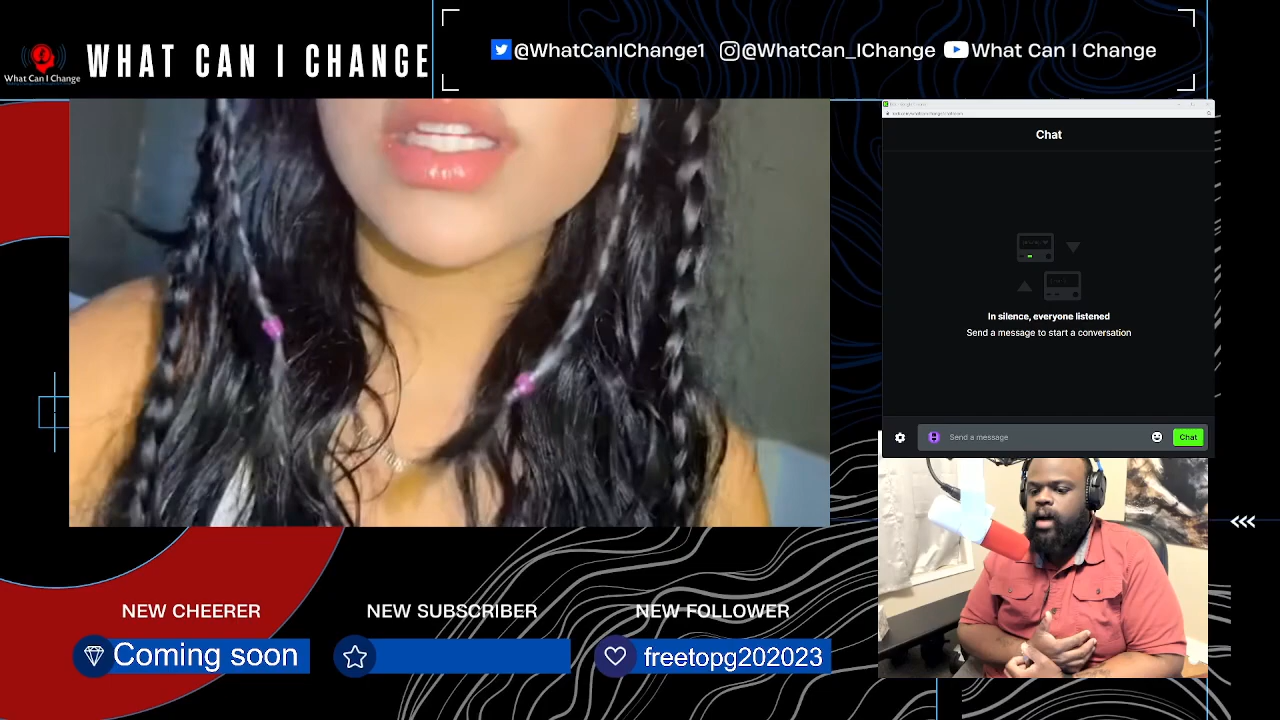 WHAT CAN I CHANGE
What Can I Change
@WhatCanIChange1
@WhatCan_IChange
What Can I Change
Chat
In silence, everyone listened
Send a message to start a conversation
Send a message
Chat
NEW CHEERER
NEW SUBSCRIBER
NEW FOLLOWER
Coming soon
freetopg202023